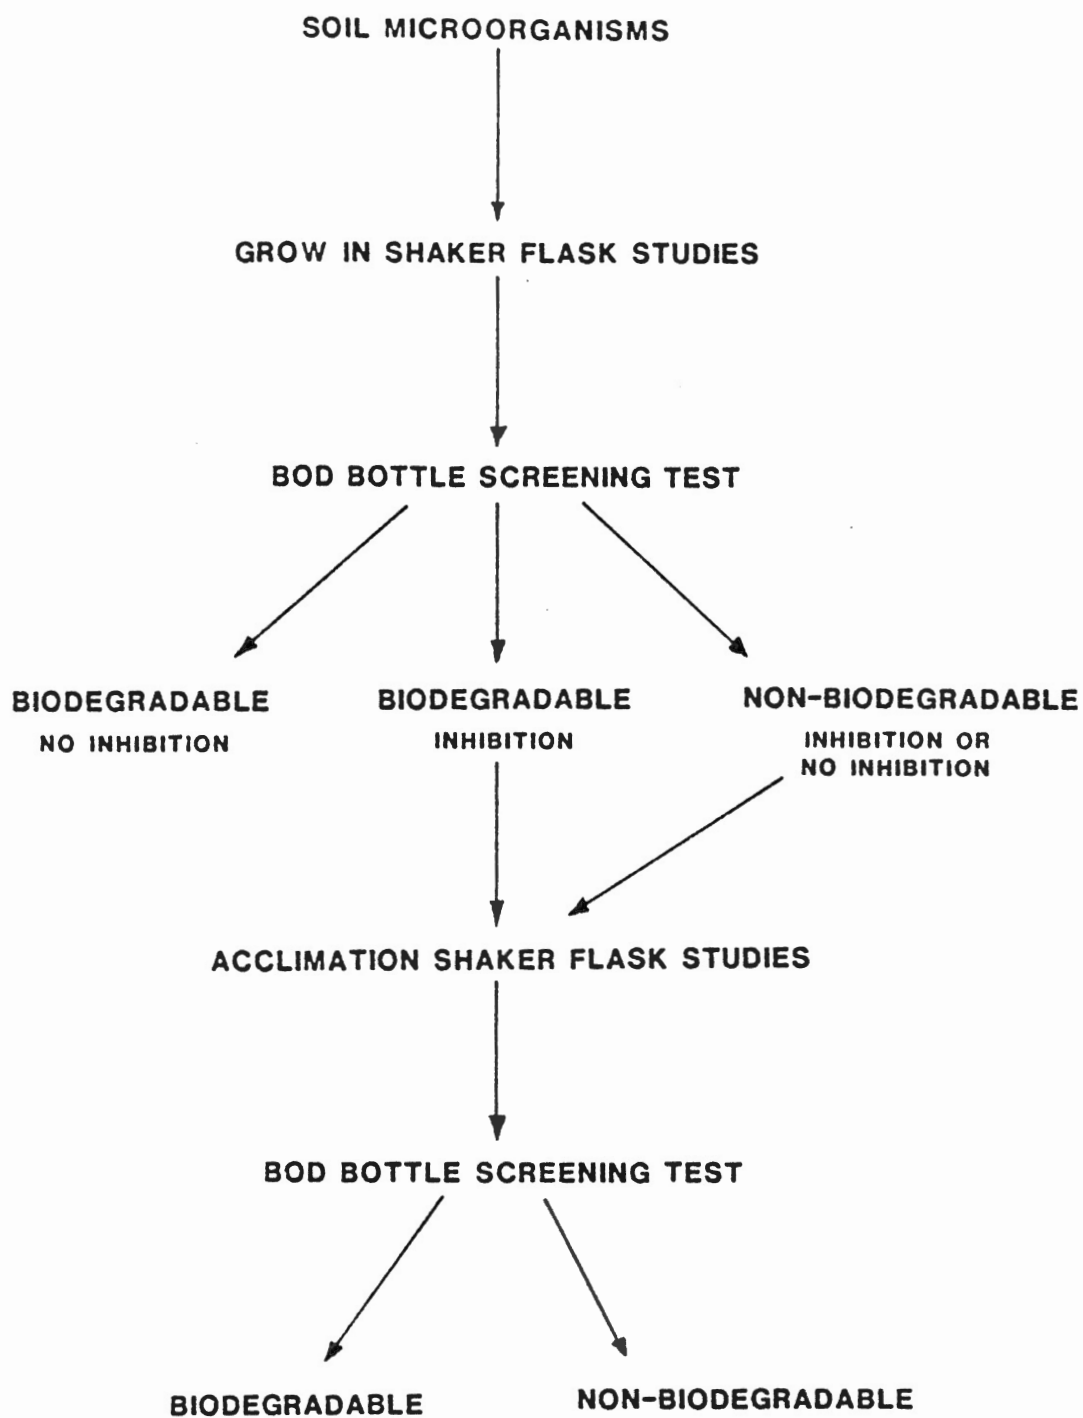 SOIL MICROORGANISMS
GROW IN SHAKER FLASK STUDIES
BOD BOTTLE SCREENING TEST
BIODEGRADABLE
NO INHIBITION
BIODEGRADABLE
INHIBITION
NON-BIODEGRADABLE
INHIBITION OR
NO INHIBITION
ACCLIMATION SHAKER FLASK STUDIES
BOD BOTTLE SCREENING TEST
BIODEGRADABLE
NON-BIODEGRADABLE